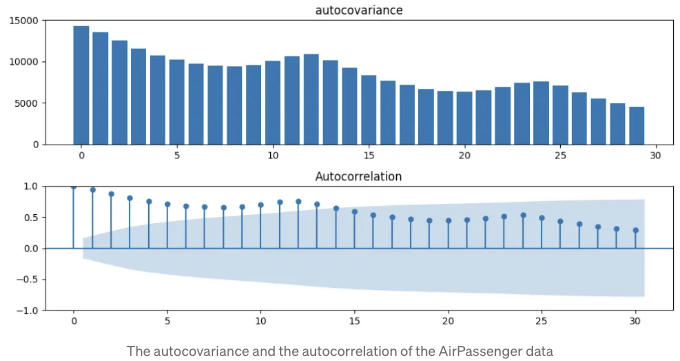 autocovariance
15000
10000
5000
0
0 5 10 15 20 25 30
Autocorrelation
1.0
0.5
0.0
−0.5
−1.0
0 5 10 15 20 25 30
The autocovariance and the autocorrelation of the AirPassenger data